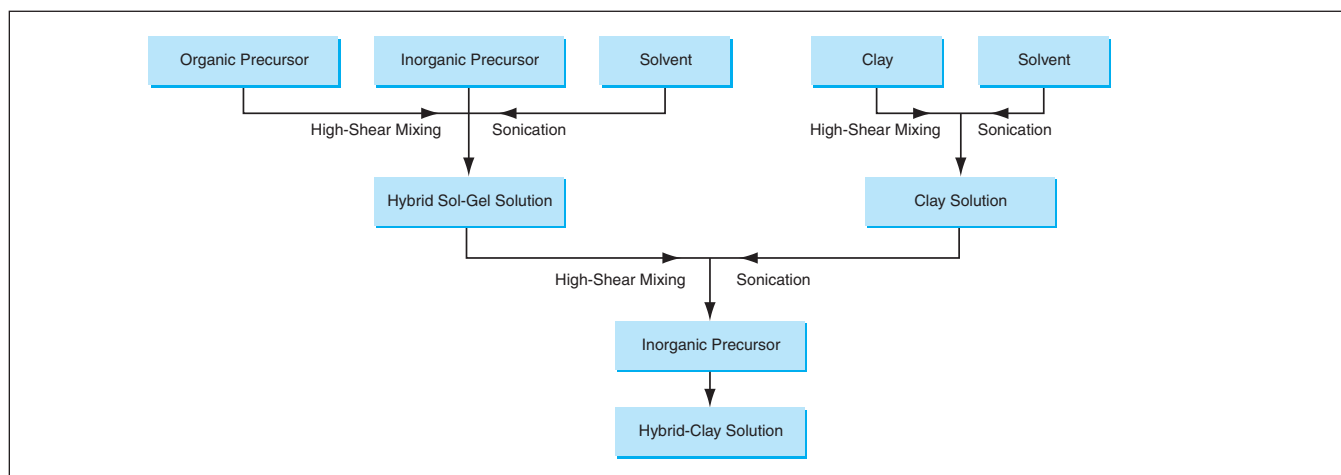 Organic Precursor
Inorganic Precursor
Solvent
Clay
Solvent
High-Shear Mixing
Sonication
High-Shear Mixing
Sonication
Hybrid Sol-Gel Solution
Clay Solution
High-Shear Mixing
Sonication
Inorganic Precursor
Hybrid-Clay Solution